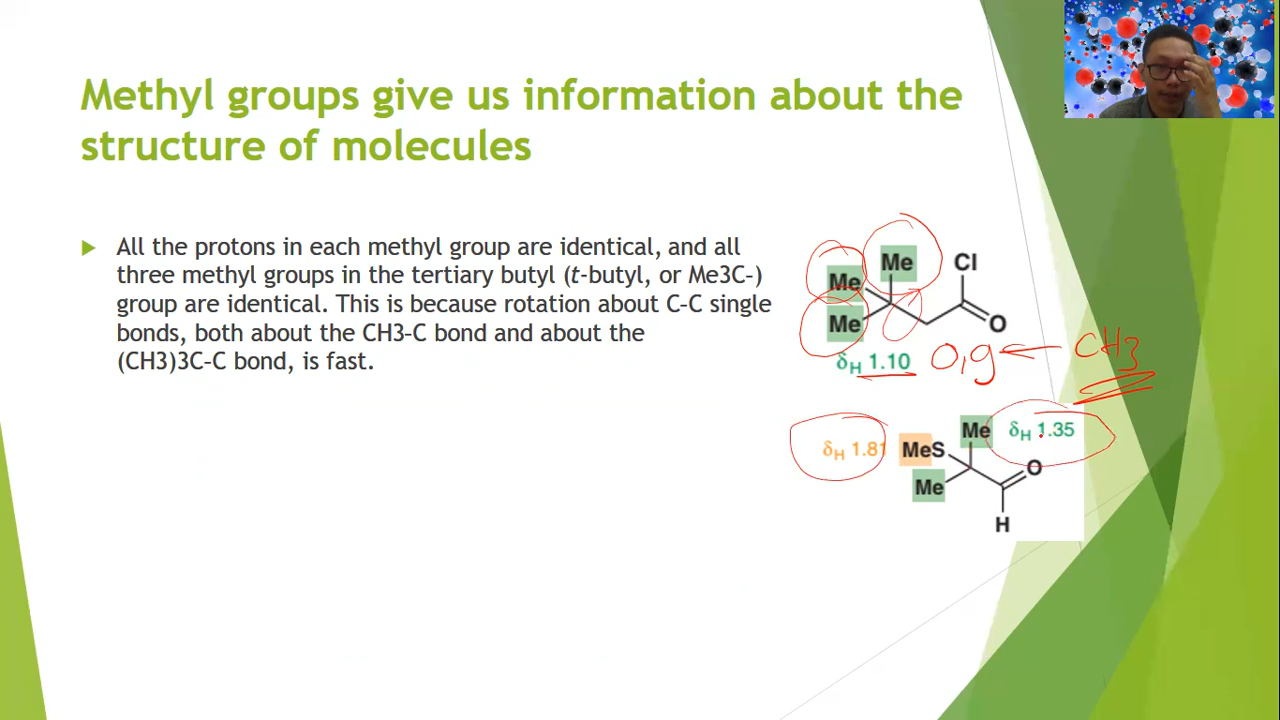 Methyl groups give us information about the
structure of molecules
All the protons in each methyl group are identical, and all
three methyl groups in the tertiary butyl (t-butyl, or Me3C-)
group are identical. This is because rotation about C-C single
bonds, both about the CH3-C bond and about the
(CH3)3C-C bond, is fast.
Me
Cl
Me
Me
O
δH 1.10
0,9
CH3
Me
δH 1.35
δH 1.81
MeS
O
Me
H